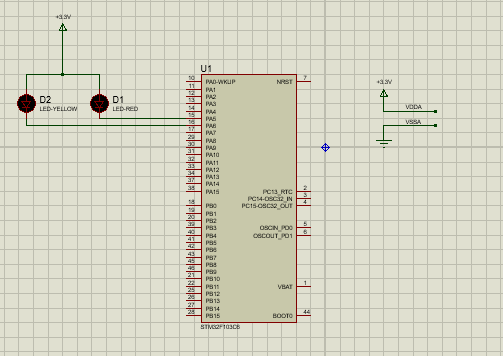 +3.3V
D2
LED-YELLOW
D1
LED-RED
U1
10 PA0-WKUP NRST 7
11 PA1
12 PA2
13 PA3
14 PA4
15 PA5
16 PA6
17 PA7
29 PA8
30 PA9
31 PA10
32 PA11
33 PA12
34 PA13
37 PA14
38 PA15 PC13_RTC 2
PC14-OSC32_IN 3
18 PB0 PC15-OSC32_OUT 4
19 PB1
20 PB2
39 PB3 OSCIN_PD0 5
40 PB4 OSCOUT_PD1 6
41 PB5
42 PB6
43 PB7
45 PB8
46 PB9
21 PB10
22 PB11 VBAT 1
25 PB12
26 PB13
27 PB14
28 PB15 BOOT0 44
STM32F103C6
+3.3V
VDDA
VSSA